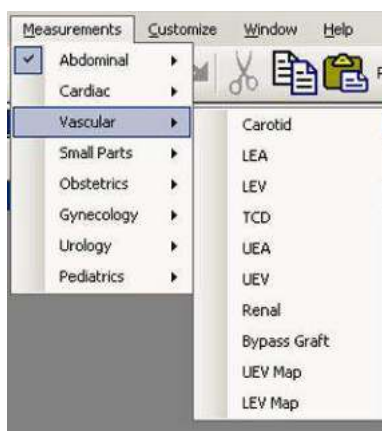 Measurements Customize Window Help
Abdominal
Cardiac
Vascular
Small Parts
Obstetrics
Gynecology
Urology
Pediatrics
Carotid
LEA
LEV
TCD
UEA
UEV
Renal
Bypass Graft
UEV Map
LEV Map